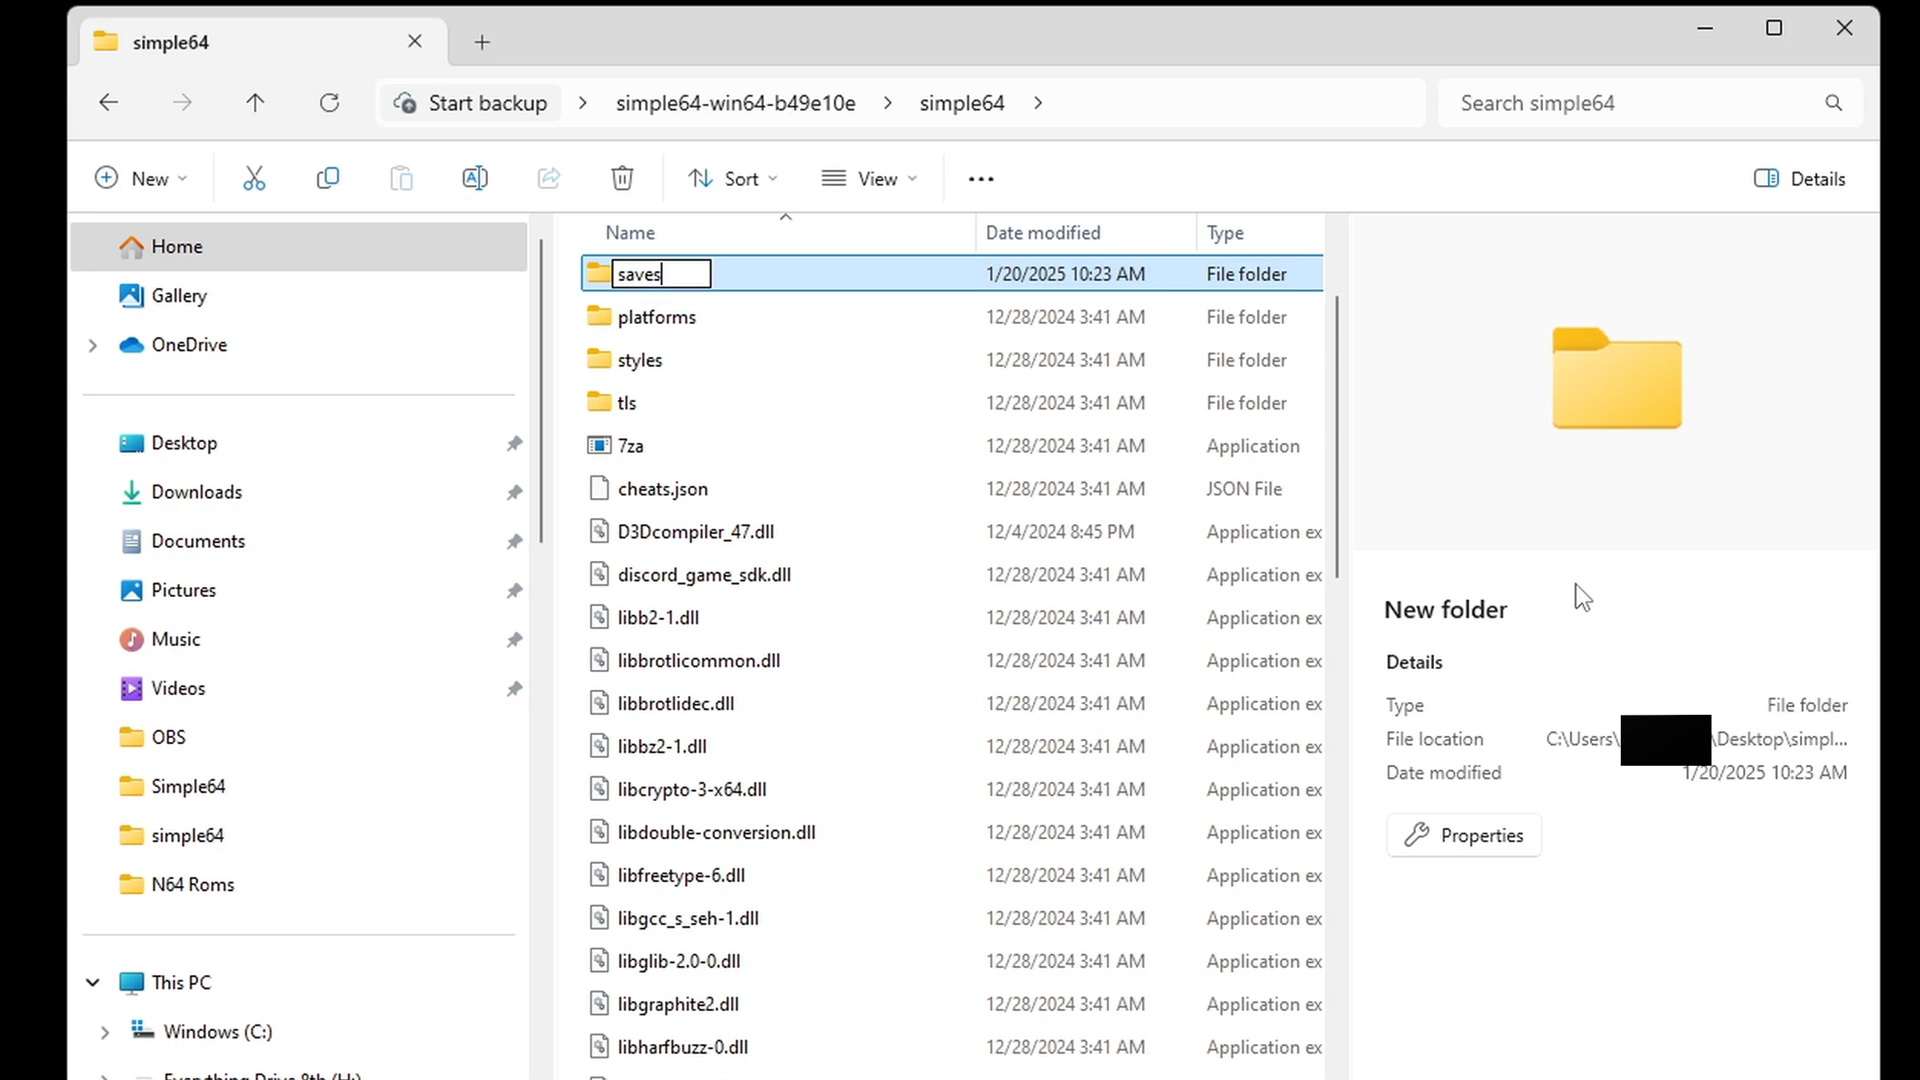 simple64
Start backup > simple64-win64-b49e10e > simple64 >
Search simple64
New
Sort
View
Details
Home
Gallery
OneDrive
Desktop
Downloads
Documents
Pictures
Music
Videos
OBS
Simple64
simple64
N64 Roms
This PC
Windows (C:)
Everything Drive 8th (H:)
Name Date modified Type
saves 1/20/2025 10:23 AM File folder
platforms 12/28/2024 3:41 AM File folder
styles 12/28/2024 3:41 AM File folder
tls 12/28/2024 3:41 AM File folder
7za 12/28/2024 3:41 AM Application
cheats.json 12/28/2024 3:41 AM JSON File
D3Dcompiler_47.dll 12/4/2024 8:45 PM Application ex
discord_game_sdk.dll 12/28/2024 3:41 AM Application ex
libb2-1.dll 12/28/2024 3:41 AM Application ex
libbrotlicommon.dll 12/28/2024 3:41 AM Application ex
libbrotlidec.dll 12/28/2024 3:41 AM Application ex
libbz2-1.dll 12/28/2024 3:41 AM Application ex
libcrypto-3-x64.dll 12/28/2024 3:41 AM Application ex
libdouble-conversion.dll 12/28/2024 3:41 AM Application ex
libfreetype-6.dll 12/28/2024 3:41 AM Application ex
libgcc_s_seh-1.dll 12/28/2024 3:41 AM Application ex
libglib-2.0-0.dll 12/28/2024 3:41 AM Application ex
libgraphite2.dll 12/28/2024 3:41 AM Application ex
libharfbuzz-0.dll 12/28/2024 3:41 AM Application ex
New folder
Details
Type File folder
File location C:\Users\ \Desktop\simpl...
Date modified 1/20/2025 10:23 AM
Properties